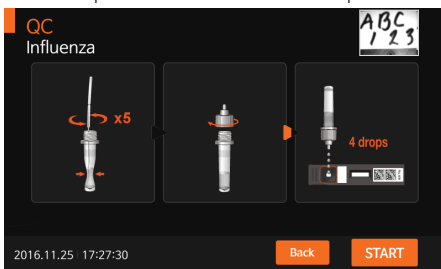 QC
Influenza
ABC
123
x5
4 drops
2016.11.25 17:27:30
Back
START